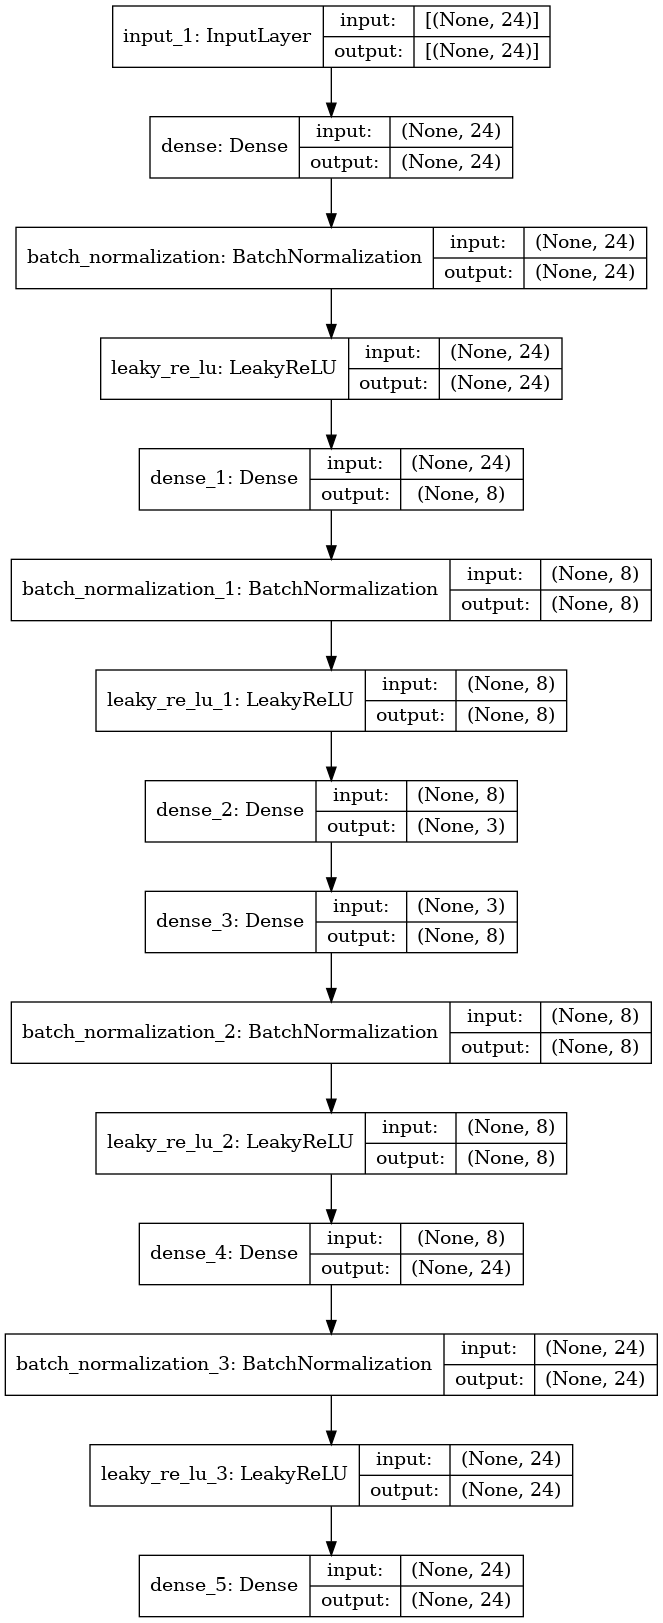 input_1: InputLayer input: [(None, 24)]
output: [(None, 24)]
dense: Dense input: (None, 24)
output: (None, 24)
batch_normalization: BatchNormalization input: (None, 24)
output: (None, 24)
leaky_re_lu: LeakyReLU input: (None, 24)
output: (None, 24)
dense_1: Dense input: (None, 24)
output: (None, 8)
batch_normalization_1: BatchNormalization input: (None, 8)
output: (None, 8)
leaky_re_lu_1: LeakyReLU input: (None, 8)
output: (None, 8)
dense_2: Dense input: (None, 8)
output: (None, 3)
dense_3: Dense input: (None, 3)
output: (None, 8)
batch_normalization_2: BatchNormalization input: (None, 8)
output: (None, 8)
leaky_re_lu_2: LeakyReLU input: (None, 8)
output: (None, 8)
dense_4: Dense input: (None, 8)
output: (None, 24)
batch_normalization_3: BatchNormalization input: (None, 24)
output: (None, 24)
leaky_re_lu_3: LeakyReLU input: (None, 24)
output: (None, 24)
dense_5: Dense input: (None, 24)
output: (None, 24)